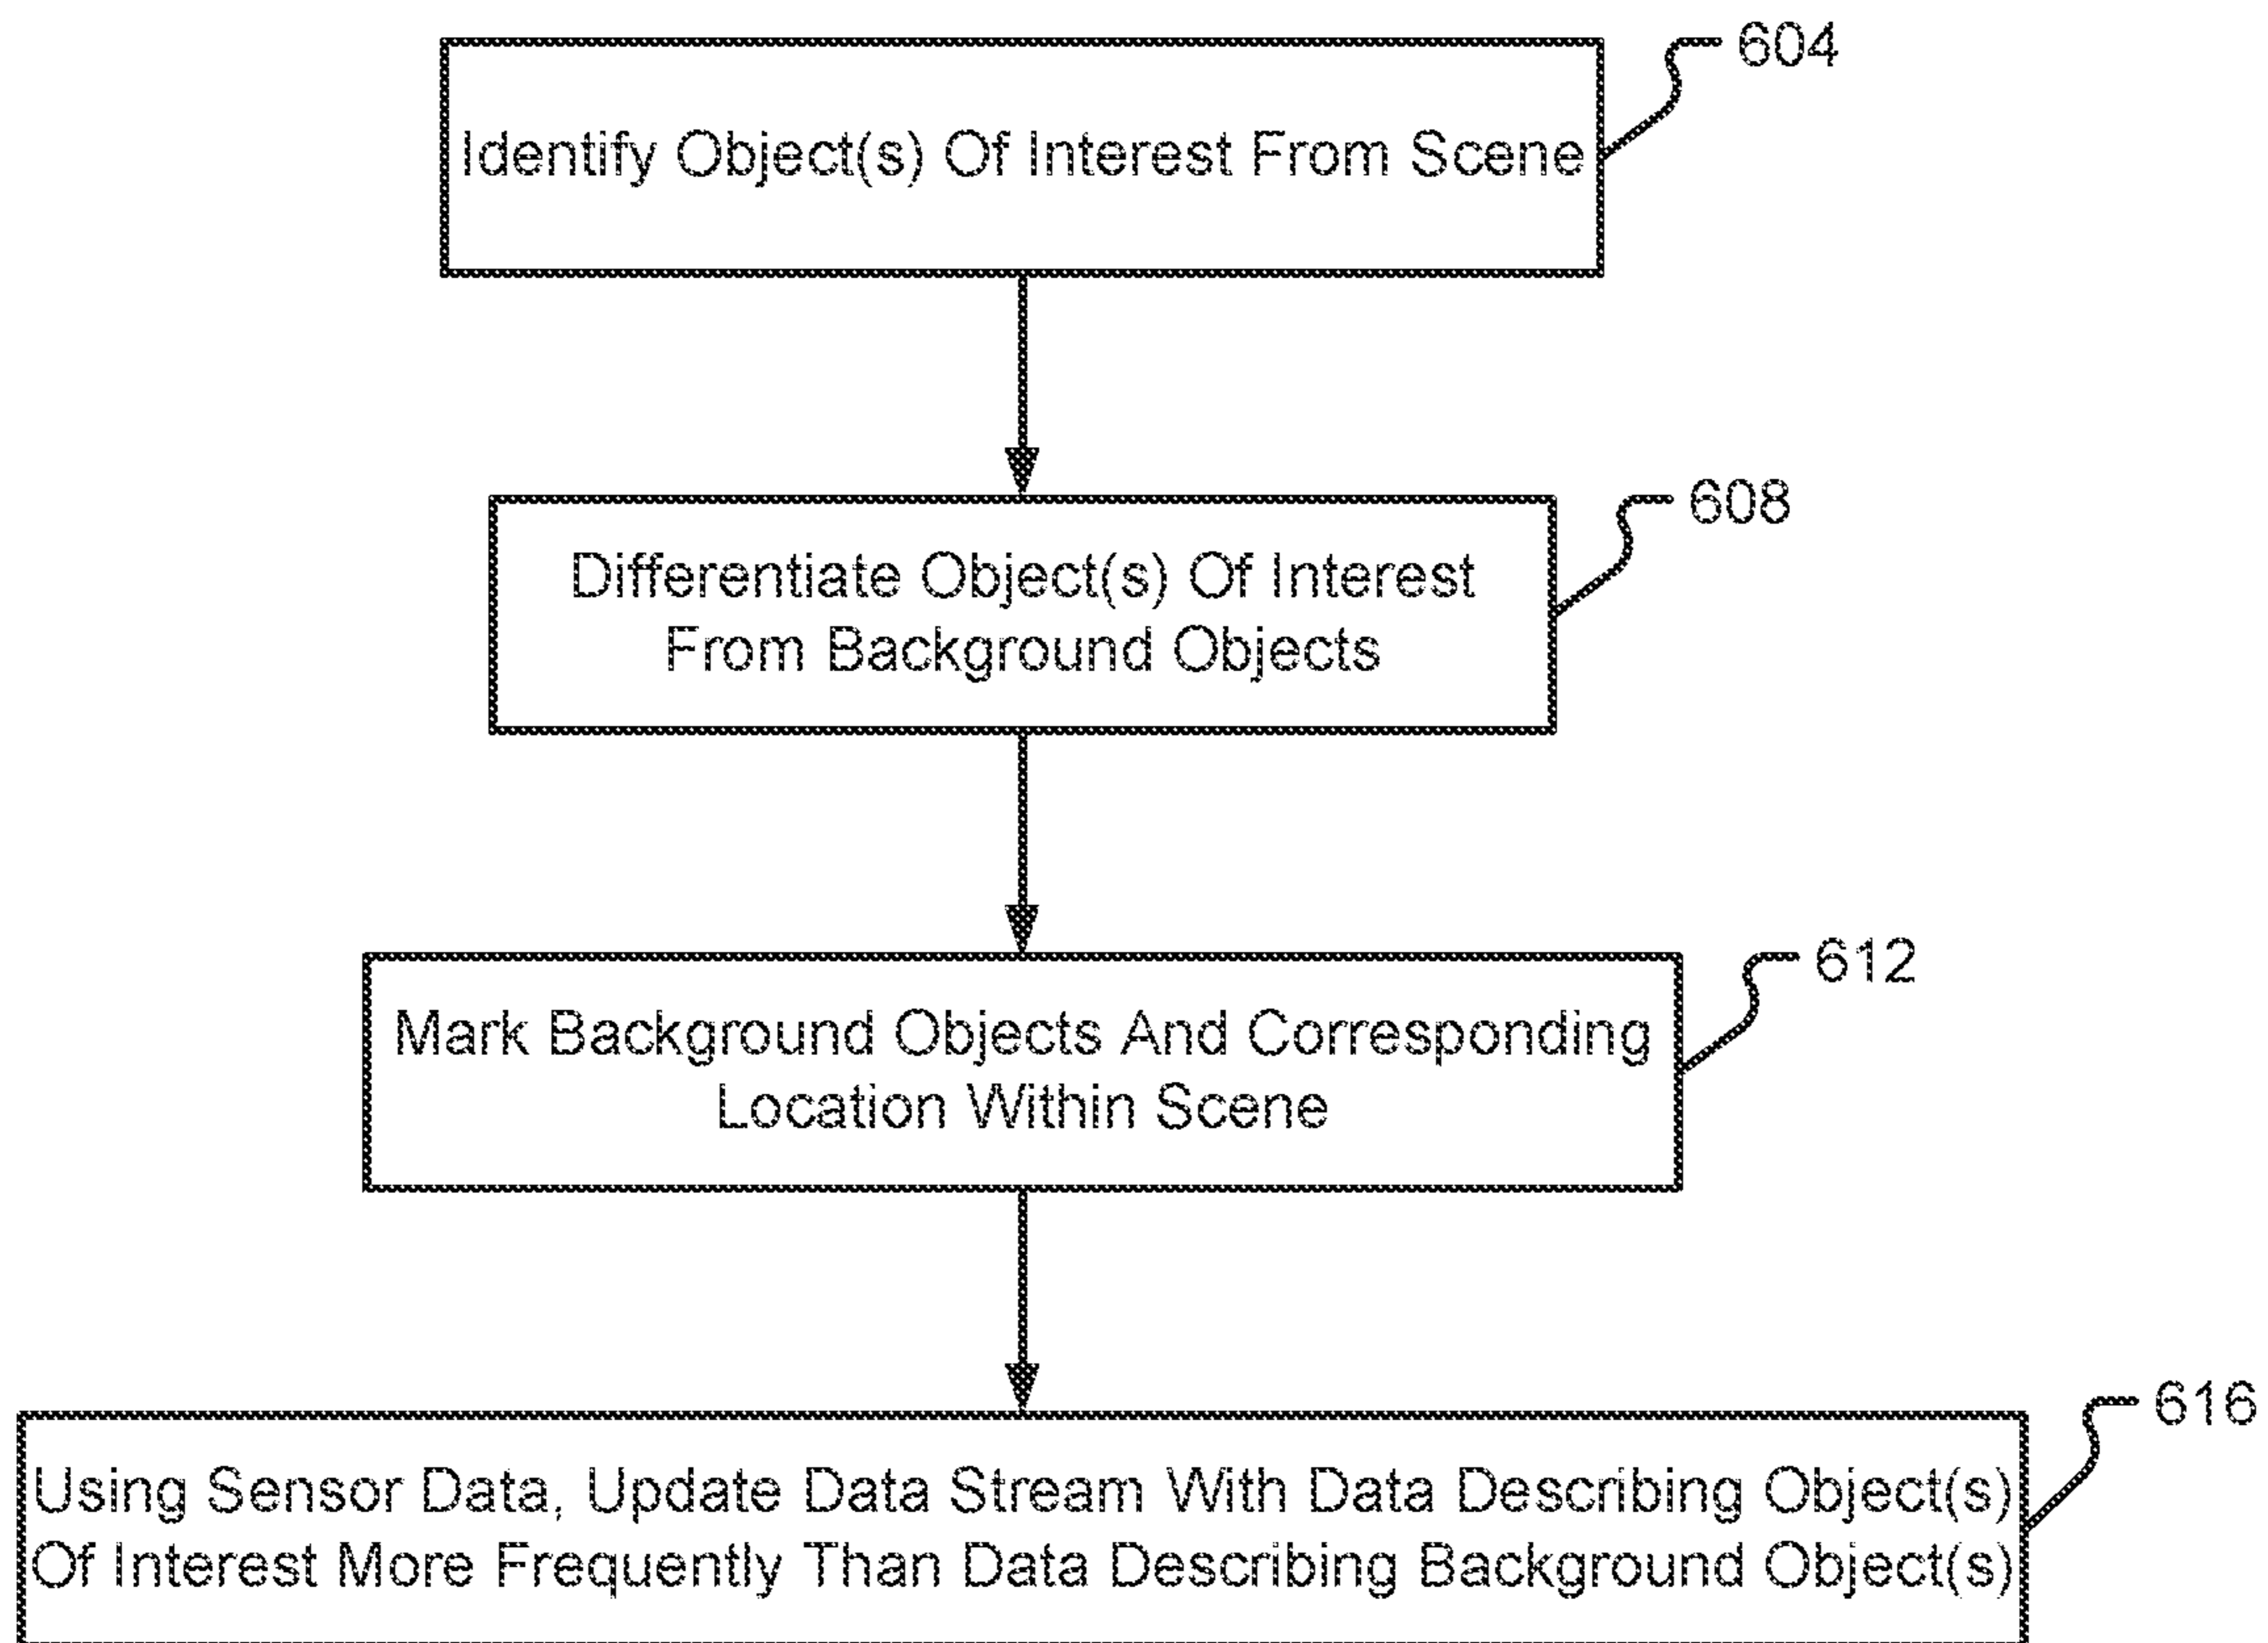 604
Identify Object(s) Of Interest From Scene
608
Differentiate Object(s) Of Interest
From Background Objects
612
Mark Background Objects And Corresponding
Location Within Scene
616
Using Sensor Data, Update Data Stream With Data Describing Object(s)
Of Interest More Frequently Than Data Describing Background Object(s)